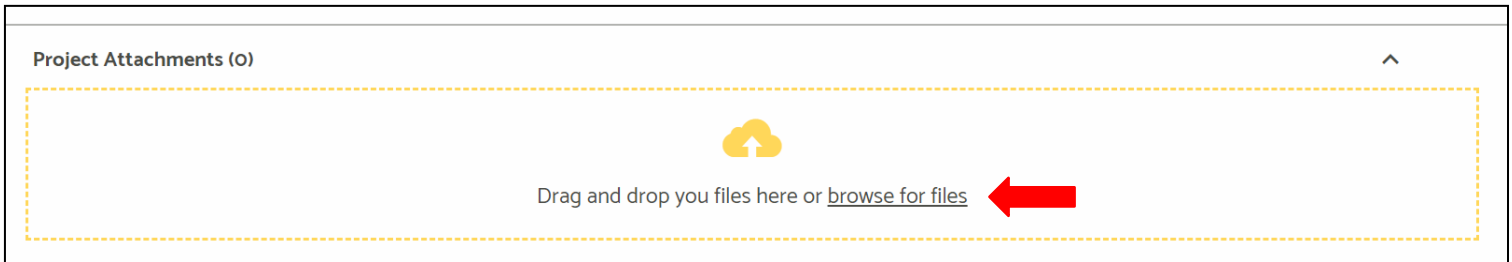 Project Attachments (0)
Drag and drop you files here or browse for files